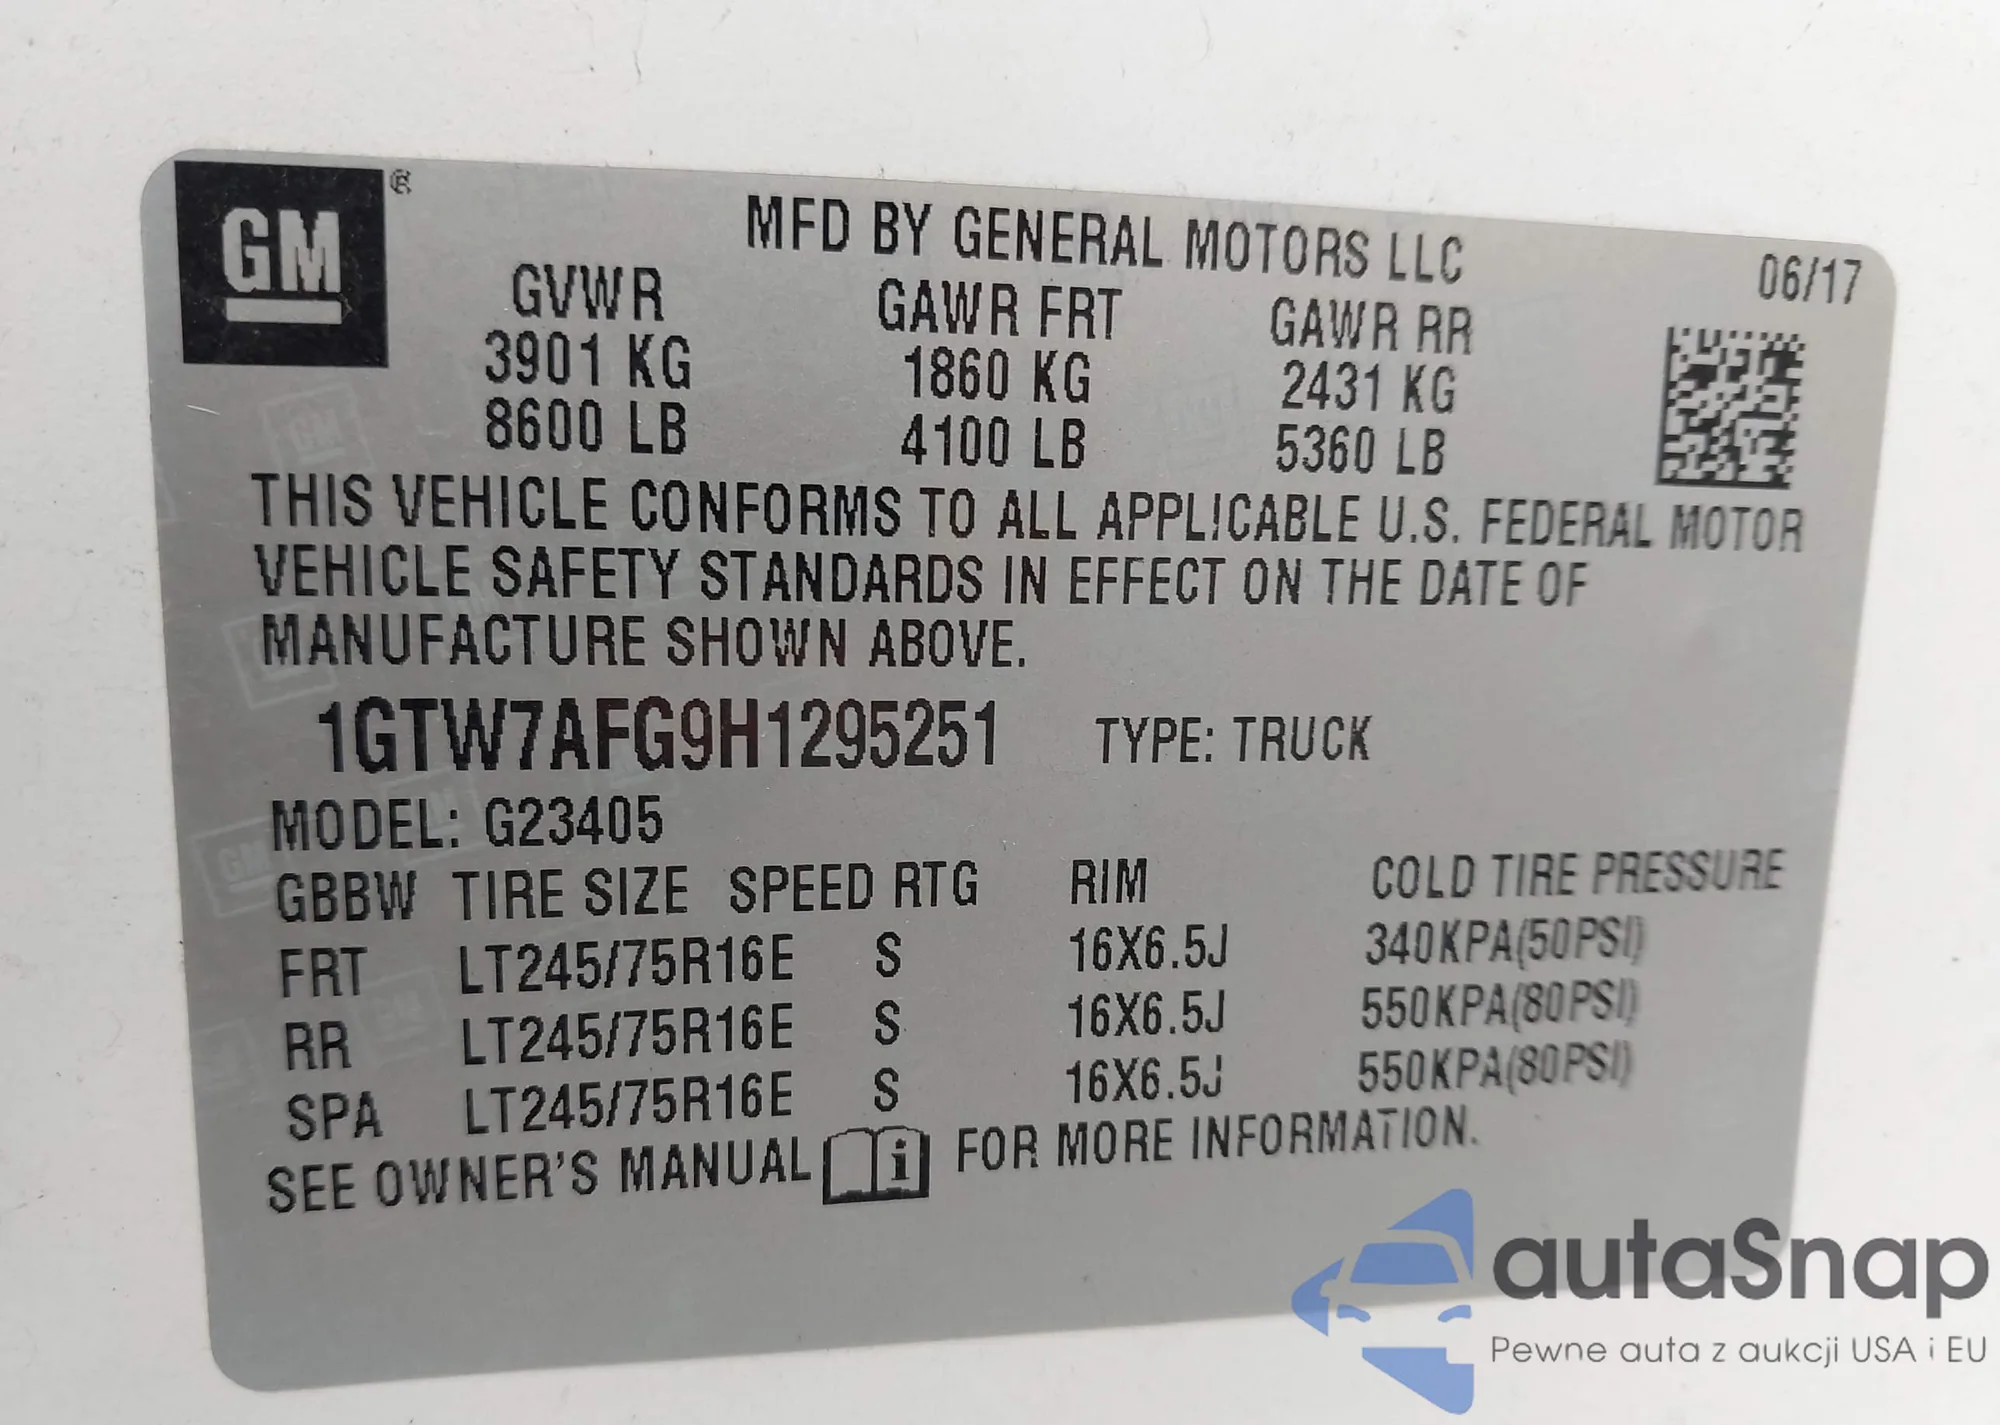 GM®
MFD BY GENERAL MOTORS LLC
06/17
GVWR GAWR FRT GAWR RR
3901 KG 1860 KG 2431 KG
8600 LB 4100 LB 5360 LB
THIS VEHICLE CONFORMS TO ALL APPLICABLE U.S. FEDERAL MOTOR
VEHICLE SAFETY STANDARDS IN EFFECT ON THE DATE OF
MANUFACTURE SHOWN ABOVE.
1GTW7AFG9H1295251 TYPE: TRUCK
MODEL: G23405
GBBW TIRE SIZE SPEED RTG RIM COLD TIRE PRESSURE
FRT LT245/75R16E S 16X6.5J 340KPA(50PSI)
RR LT245/75R16E S 16X6.5J 550KPA(80PSI)
SPA LT245/75R16E S 16X6.5J 550KPA(80PSI)
SEE OWNER'S MANUAL i FOR MORE INFORMATION.
autaSnap
Pewne auta z aukcji USA i EU